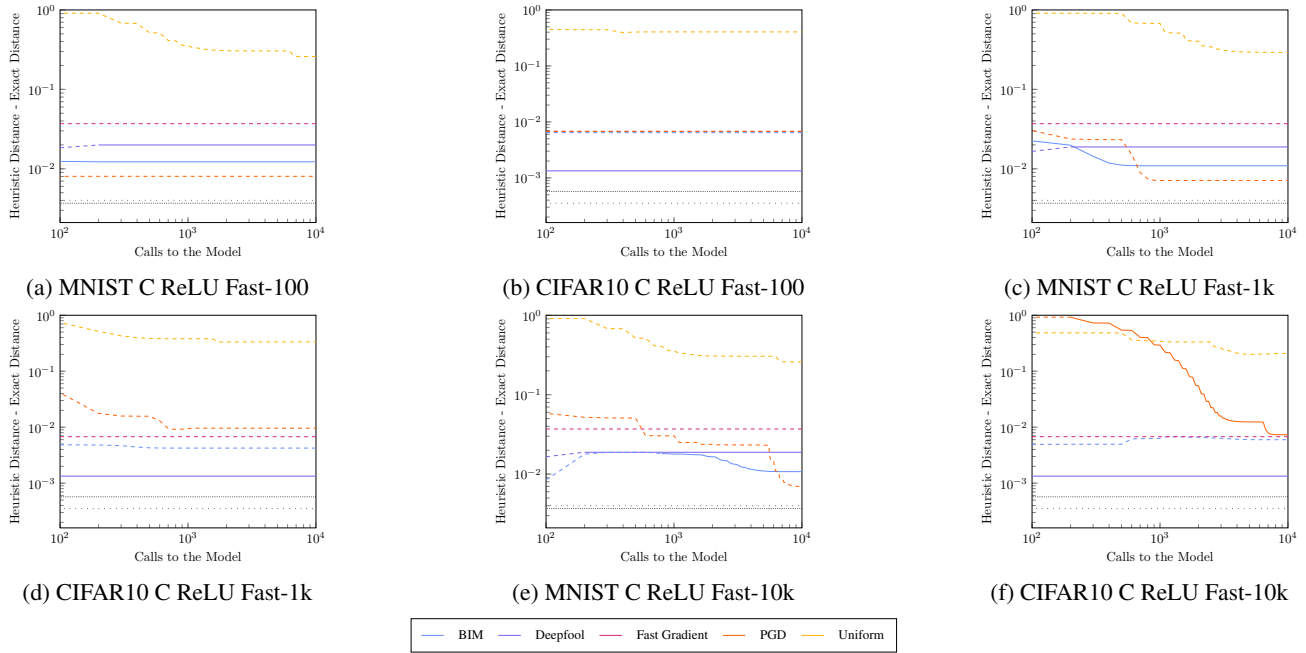 10^0
10^-1
10^-2
10^2
10^3
10^4
Heuristic Distance - Exact Distance
Calls to the Model
(a) MNIST C ReLU Fast-100
10^0
10^-1
10^-2
10^-3
10^2
10^3
10^4
Heuristic Distance - Exact Distance
Calls to the Model
(b) CIFAR10 C ReLU Fast-100
10^0
10^-1
10^-2
10^2
10^3
10^4
Heuristic Distance - Exact Distance
Calls to the Model
(c) MNIST C ReLU Fast-1k
10^0
10^-1
10^-2
10^-3
10^2
10^3
10^4
Heuristic Distance - Exact Distance
Calls to the Model
(d) CIFAR10 C ReLU Fast-1k
10^0
10^-1
10^-2
10^2
10^3
10^4
Heuristic Distance - Exact Distance
Calls to the Model
(e) MNIST C ReLU Fast-10k
10^0
10^-1
10^-2
10^-3
10^2
10^3
10^4
Heuristic Distance - Exact Distance
Calls to the Model
(f) CIFAR10 C ReLU Fast-10k
BIM Deepfool Fast Gradient PGD Uniform